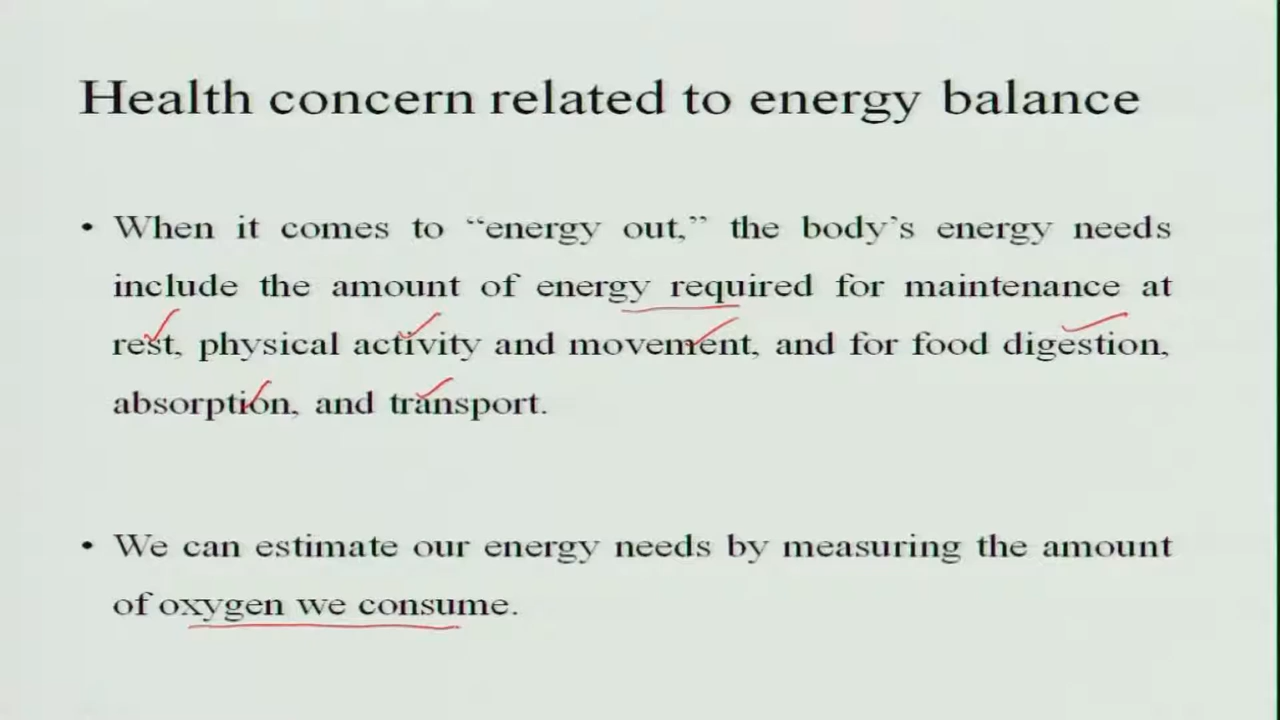 Health concern related to energy balance
• When it comes to “energy out,” the body’s energy needs
include the amount of energy required for maintenance at
rest, physical activity and movement, and for food digestion,
absorption, and transport.
• We can estimate our energy needs by measuring the amount
of oxygen we consume.